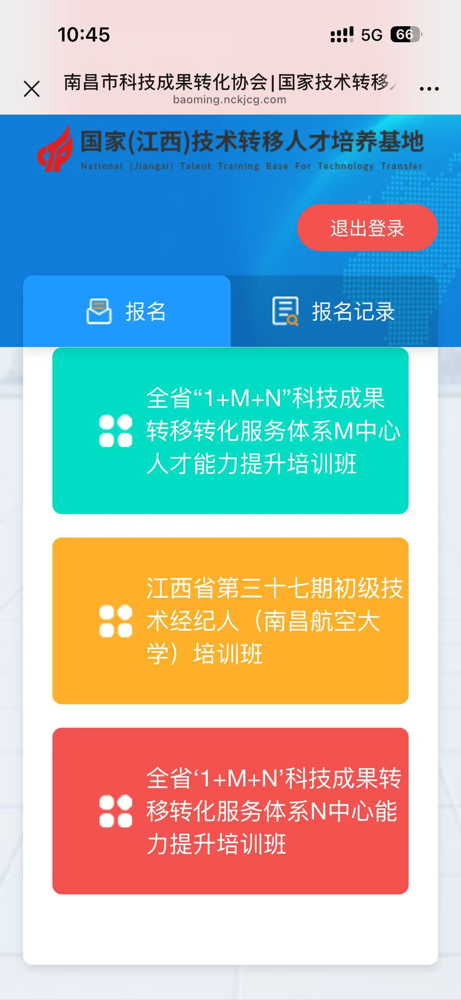 10:45
5G 66
南昌市科技成果转化协会|国家技术转移
baoming.nckjcg.com
国家(江西)技术转移人才培养基地
National (Jiangxi) Talent Training Base For Technology Transfer
退出登录
报名
报名记录
全省“1+M+N”科技成果
转移转化服务体系M中心
人才能力提升培训班
江西省第三十七期初级技
术经纪人（南昌航空大
学）培训班
全省‘1+M+N’科技成果转
移转化服务体系N中心能
力提升培训班